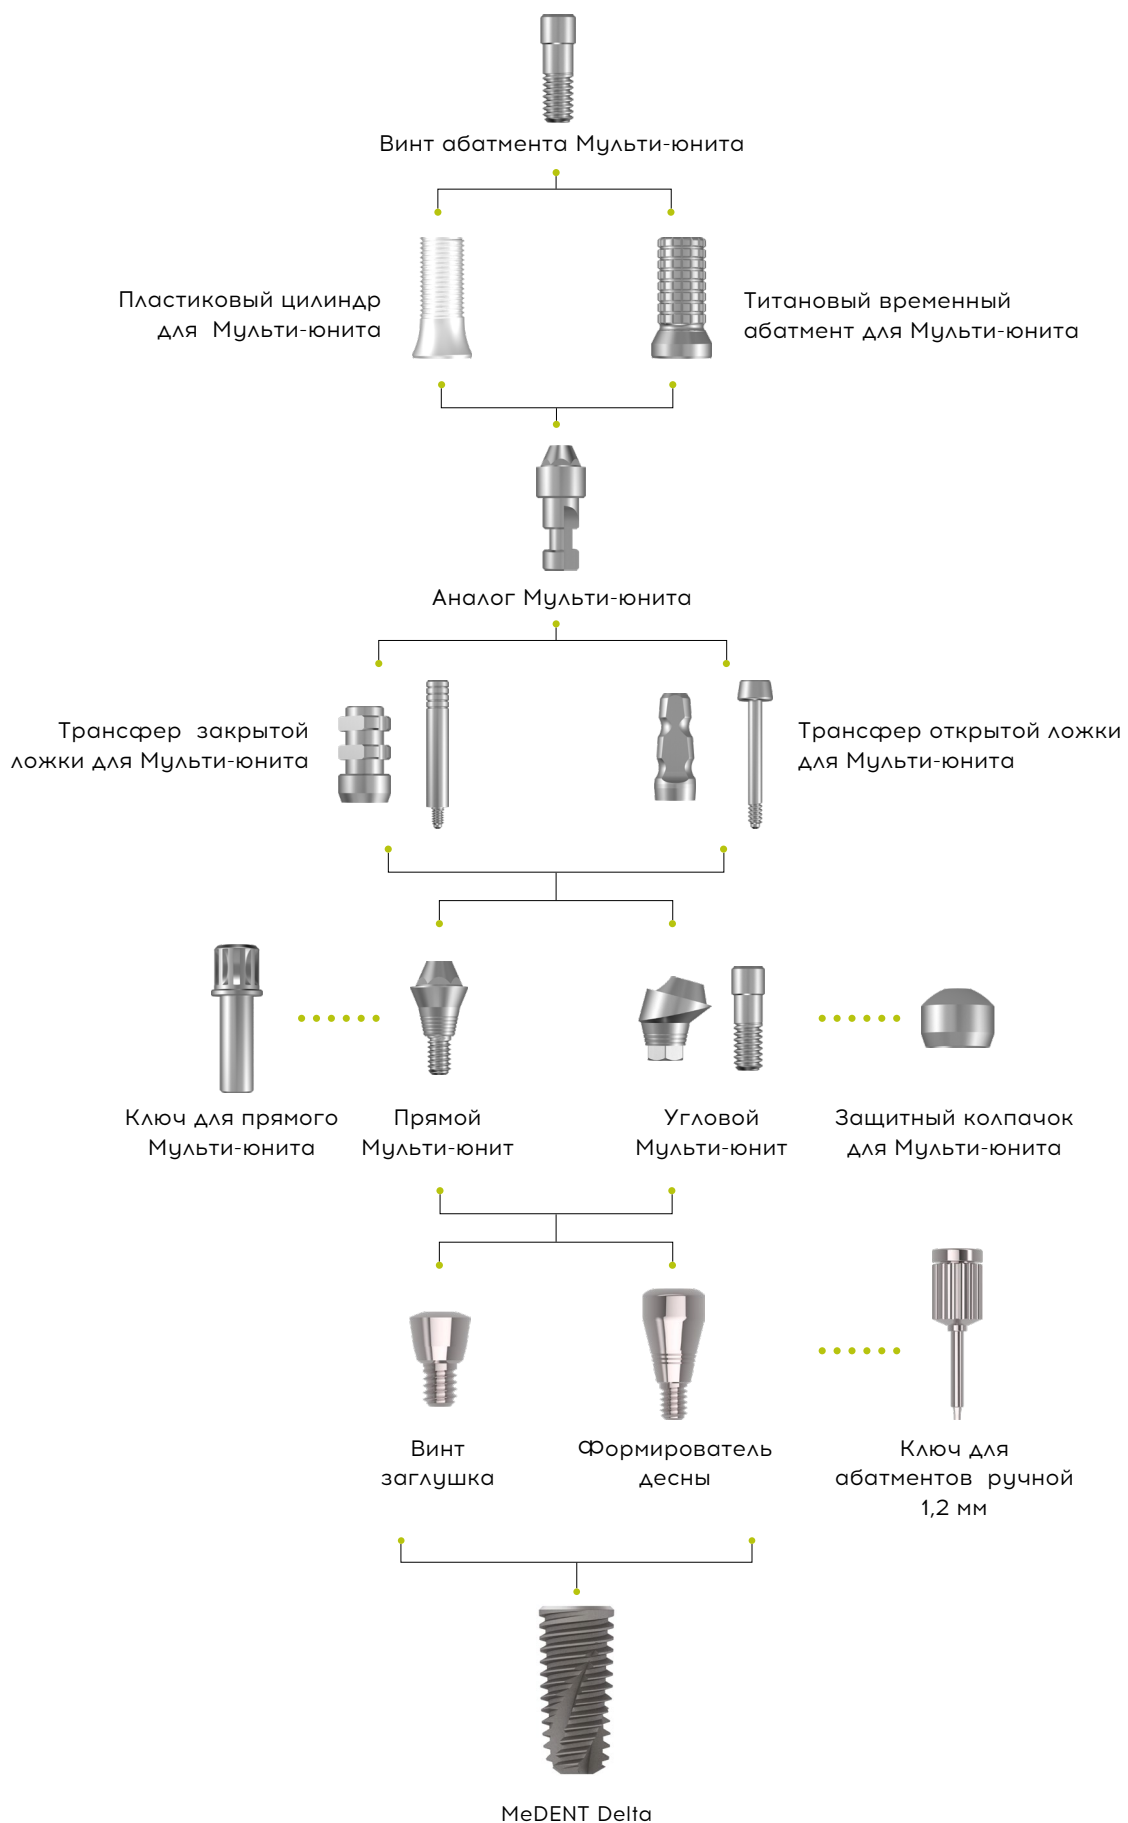 Винт абатмента Мульти-юнита
Пластиковый цилиндр
для Мульти-юнита
Титановый временный
абатмент для Мульти-юнита
Аналог Мульти-юнита
Трансфер закрытой
ложки для Мульти-юнита
Трансфер открытой ложки
для Мульти-юнита
Ключ для прямого
Мульти-юнита
Прямой
Мульти-юнит
Угловой
Мульти-юнит
Защитный колпачок
для Мульти-юнита
Винт
заглушка
Формирователь
десны
Ключ для
абатментов ручной
1,2 мм
MeDENT Delta